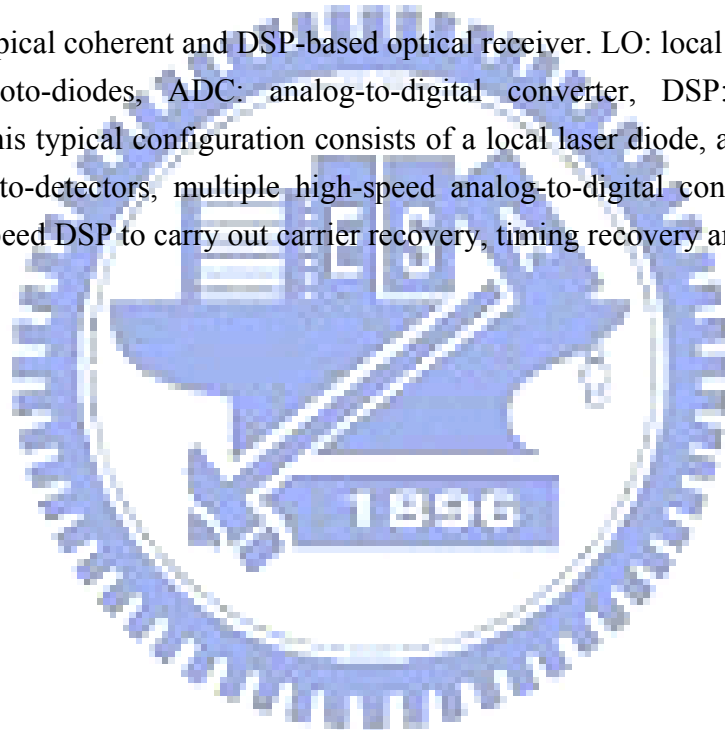 pical coherent and DSP-based optical receiver. LO: local
oto-diodes, ADC: analog-to-digital converter, DSP:
his typical configuration consists of a local laser diode, a
to-detectors, multiple high-speed analog-to-digital con
peed DSP to carry out carrier recovery, timing recovery a
E S A
1896